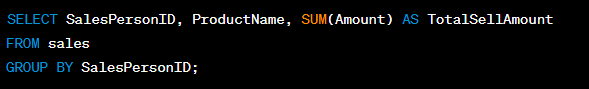 SELECT SalesPersonID, ProductName, SUM(Amount) AS TotalSellAmount
FROM sales
GROUP BY SalesPersonID;